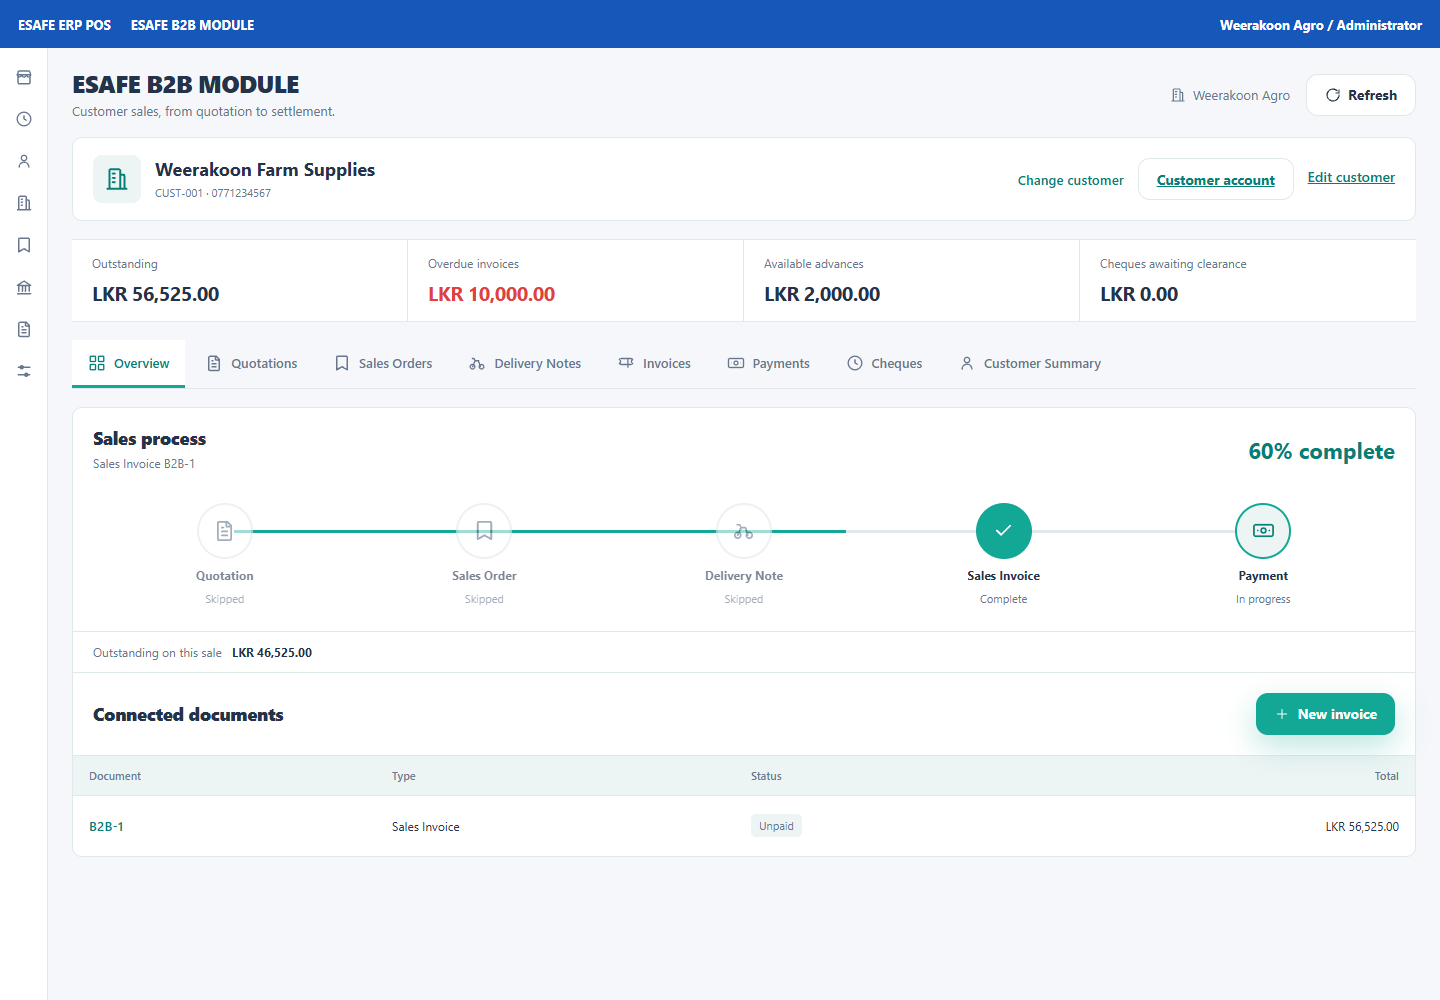 ESAFE ERP POS ESAFE B2B MODULE Weerakoon Agro / Administrator
ESAFE B2B MODULE
Customer sales, from quotation to settlement.
Weerakoon Agro Refresh
Weerakoon Farm Supplies
CUST-001 · 0771234567
Change customer Customer account Edit customer
Outstanding Overdue invoices Available advances Cheques awaiting clearance
LKR 56,525.00 LKR 10,000.00 LKR 2,000.00 LKR 0.00
Overview Quotations Sales Orders Delivery Notes Invoices Payments Cheques Customer Summary
Sales process
Sales Invoice B2B-1
60% complete
Quotation Sales Order Delivery Note Sales Invoice Payment
Skipped Skipped Skipped Complete In progress
Outstanding on this sale LKR 46,525.00
Connected documents New invoice
Document Type Status Total
B2B-1 Sales Invoice Unpaid LKR 56,525.00